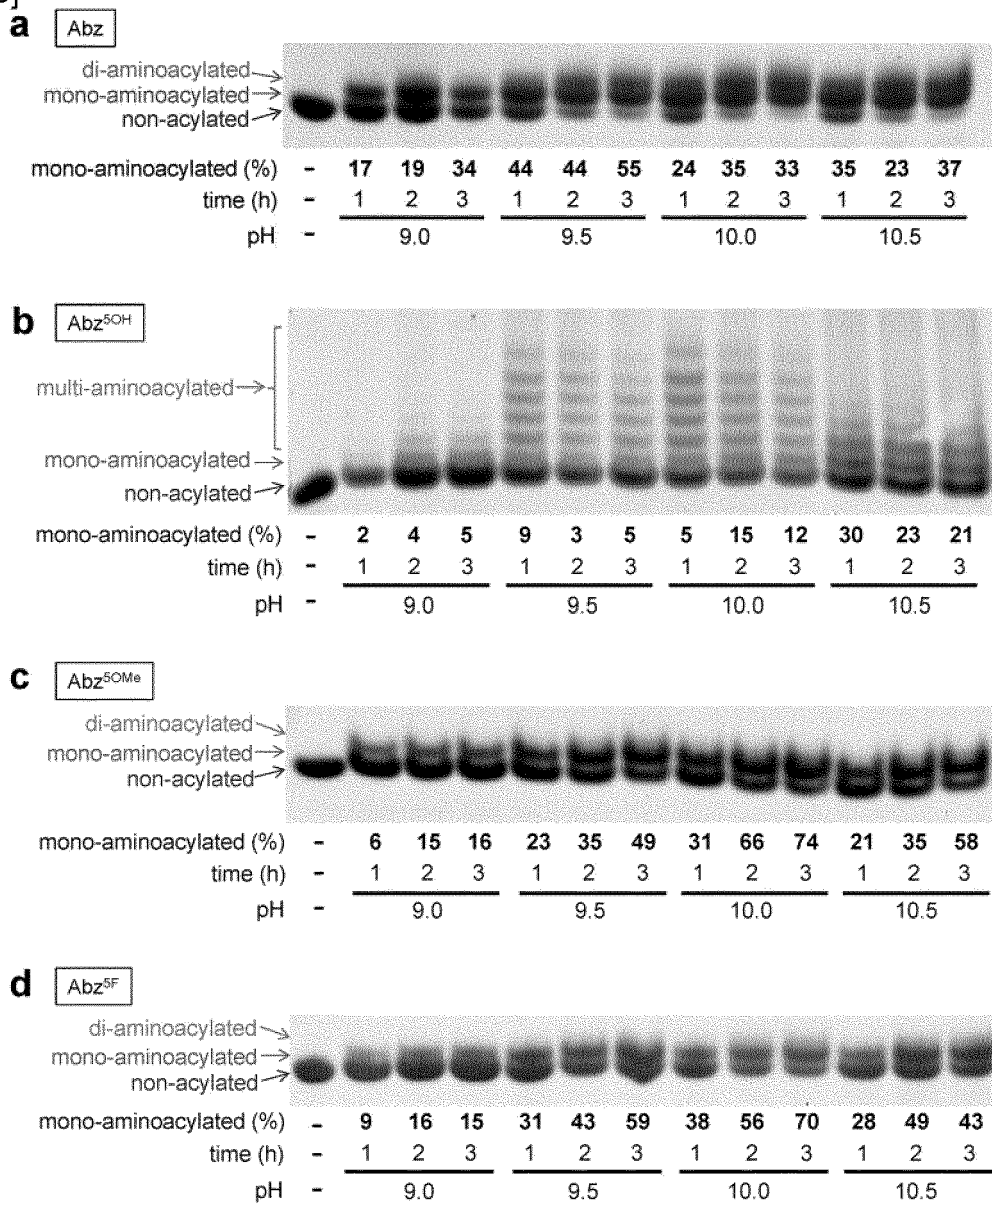 a Abz
di-aminoacylated
mono-aminoacylated
non-acylated
mono-aminoacylated (%) - 17 19 34 44 44 55 24 35 33 35 23 37
time (h) - 1 2 3 1 2 3 1 2 3 1 2 3
pH - 9.0 9.5 10.0 10.5
b Abz5OH
multi-aminoacylated
mono-aminoacylated
non-acylated
mono-aminoacylated (%) - 2 4 5 9 3 5 5 15 12 30 23 21
time (h) - 1 2 3 1 2 3 1 2 3 1 2 3
pH - 9.0 9.5 10.0 10.5
c Abz5OMe
di-aminoacylated
mono-aminoacylated
non-acylated
mono-aminoacylated (%) - 6 15 16 23 35 49 31 66 74 21 35 58
time (h) - 1 2 3 1 2 3 1 2 3 1 2 3
pH - 9.0 9.5 10.0 10.5
d Abz5F
di-aminoacylated
mono-aminoacylated
non-acylated
mono-aminoacylated (%) - 9 16 15 31 43 59 38 56 70 28 49 43
time (h) - 1 2 3 1 2 3 1 2 3 1 2 3
pH - 9.0 9.5 10.0 10.5